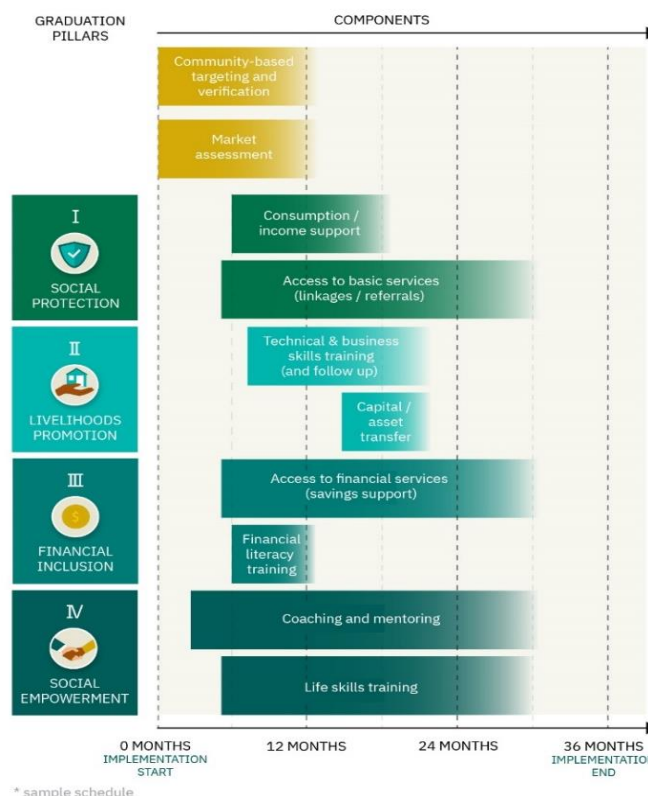 GRADUATION
PILLARS
COMPONENTS
Community-based
targeting and
verification
Market
assessment
I
SOCIAL
PROTECTION
Consumption /
income support
Access to basic services
(linkages / referrals)
II
LIVELIHOODS
PROMOTION
Technical & business
skills training
(and follow up)
Capital /
asset
transfer
III
$
FINANCIAL
INCLUSION
Access to financial services
(savings support)
Financial
literacy
training
IV
SOCIAL
EMPOWERMENT
Coaching and mentoring
Life skills training
0 MONTHS
IMPLEMENTATION
START
12 MONTHS
24 MONTHS
36 MONTHS
IMPLEMENTATION
END
* sample schedule